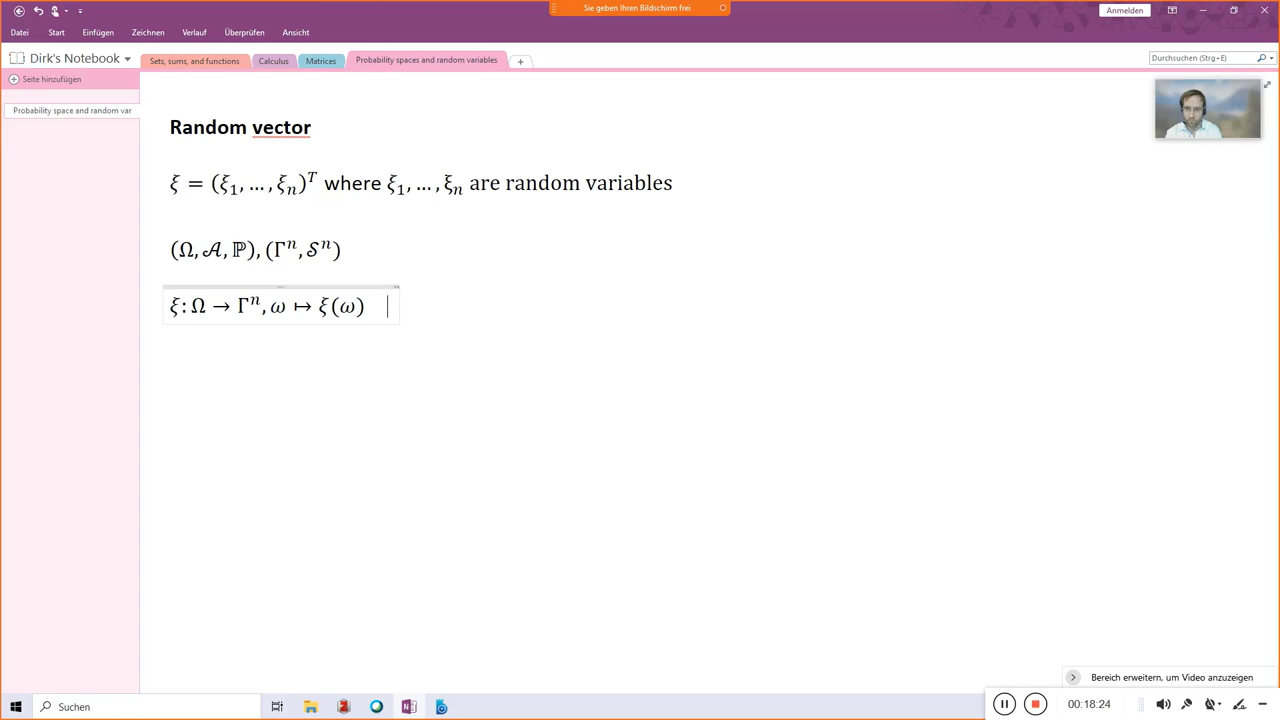 Sie geben Ihren Bildschirm frei
Anmelden
Datei Start Einfügen Zeichnen Verlauf Überprüfen Ansicht
Dirk's Notebook
Sets, sums, and functions Calculus Matrices Probability spaces and random variables +
Durchsuchen (Strg+E)
Seite hinzufügen
Probability space and random var
Random vector
ξ = (ξ₁, … , ξₙ)ᵀ where ξ₁, … , ξₙ are random variables
(Ω, 𝒜, ℙ), (Γⁿ, 𝒮ⁿ)
ξ: Ω → Γⁿ, ω ↦ ξ(ω)
Bereich erweitern, um Video anzuzeigen
Suchen
00:18:24